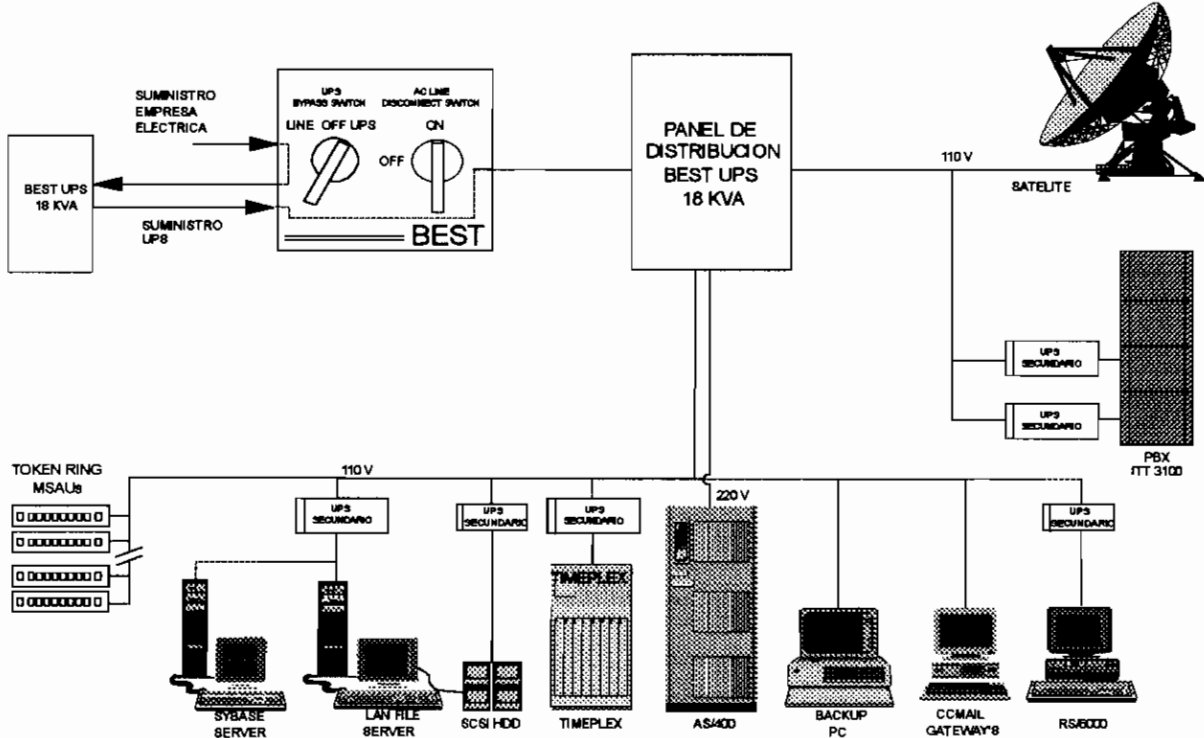 SUMINISTRO
EMPRESA
ELECTRICA
BEST UPS
18 KVA
SUMINISTRO
UPS
UPS
BYPASS SWITCH
AC LINE
DISCONNECT SWITCH
LINE OFF UPS
ON
OFF
BEST
PANEL DE
DISTRIBUCION
BEST UPS
18 KVA
110 V
SATELITE
UPS
SECUNDARIO
UPS
SECUNDARIO
PBX
ITT 3100
TOKEN RING
MSAUs
110 V
220 V
UPS
SECUNDARIO
UPS
SECUNDARIO
UPS
SECUNDARIO
UPS
SECUNDARIO
TIMEPLEX
SYBASE
SERVER
LAN FILE
SERVER
SCSI HDD
TIMEPLEX
AS/400
BACKUP
PC
CCMAIL
GATEWAY'S
RS/6000